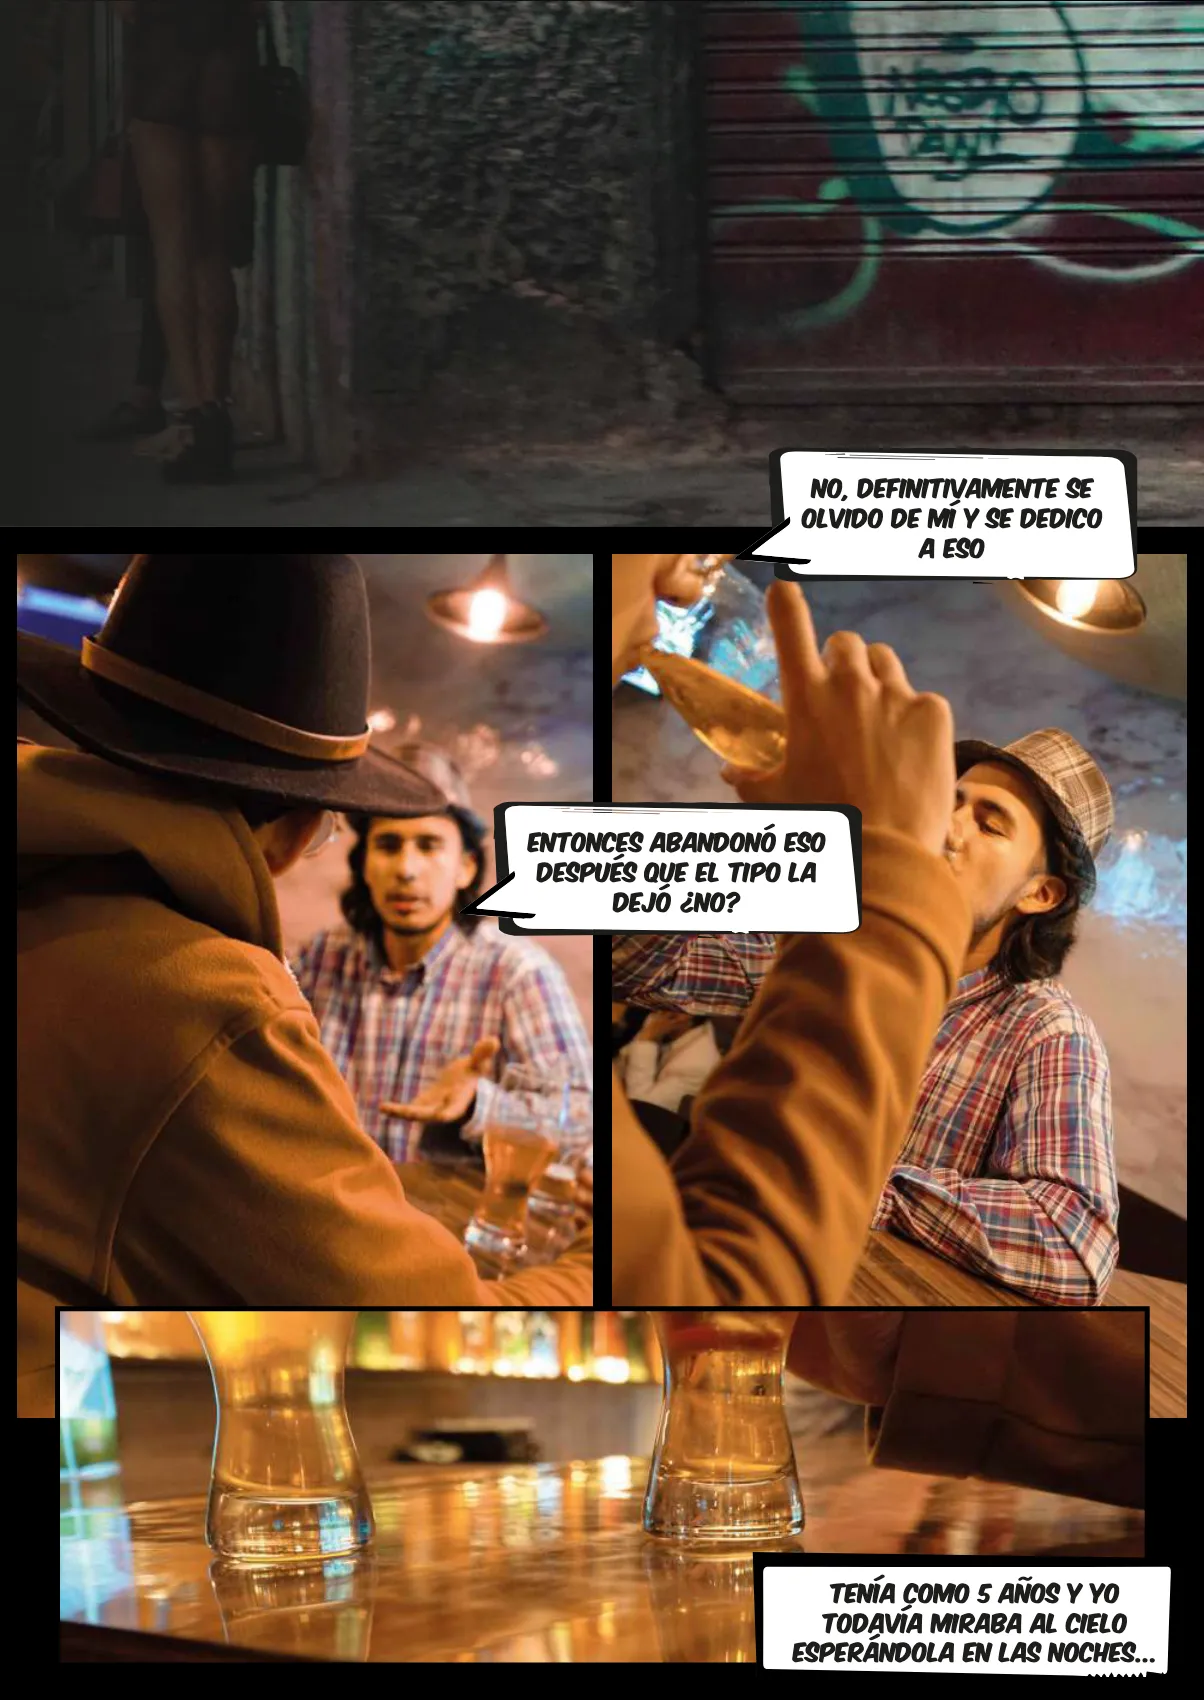 NO, DEFINITIVAMENTE SE
OLVIDO DE MÍ Y SE DEDICO
A ESO
ENTONCES ABANDONÓ ESO
DESPUÉS QUE EL TIPO LA
DEJÓ ¿NO?
TENÍA COMO 5 AÑOS Y YO
TODAVÍA MIRABA AL CIELO
ESPERÁNDOLA EN LAS NOCHES...